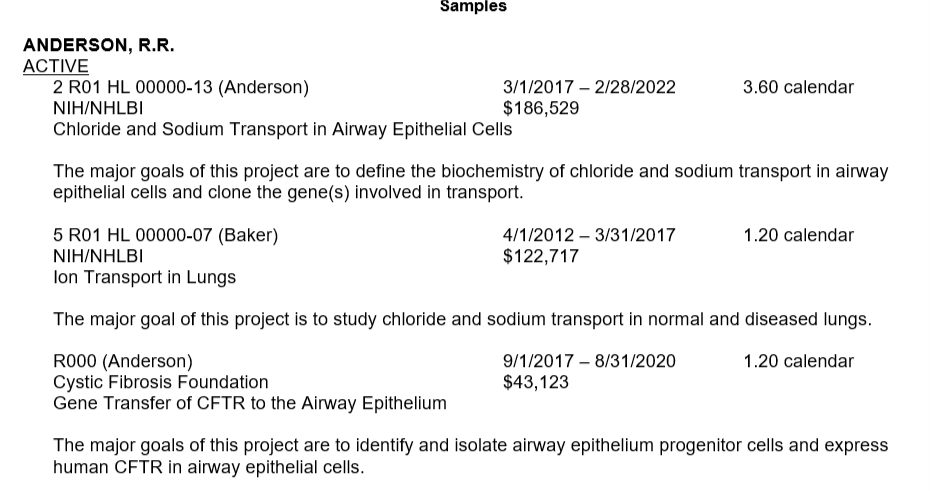 Samples
ANDERSON, R.R.
ACTIVE
2 R01 HL 00000-13 (Anderson) 3/1/2017 – 2/28/2022 3.60 calendar
NIH/NHLBI $186,529
Chloride and Sodium Transport in Airway Epithelial Cells
The major goals of this project are to define the biochemistry of chloride and sodium transport in airway
epithelial cells and clone the gene(s) involved in transport.
5 R01 HL 00000-07 (Baker) 4/1/2012 – 3/31/2017 1.20 calendar
NIH/NHLBI $122,717
Ion Transport in Lungs
The major goal of this project is to study chloride and sodium transport in normal and diseased lungs.
R000 (Anderson) 9/1/2017 – 8/31/2020 1.20 calendar
Cystic Fibrosis Foundation $43,123
Gene Transfer of CFTR to the Airway Epithelium
The major goals of this project are to identify and isolate airway epithelium progenitor cells and express
human CFTR in airway epithelial cells.